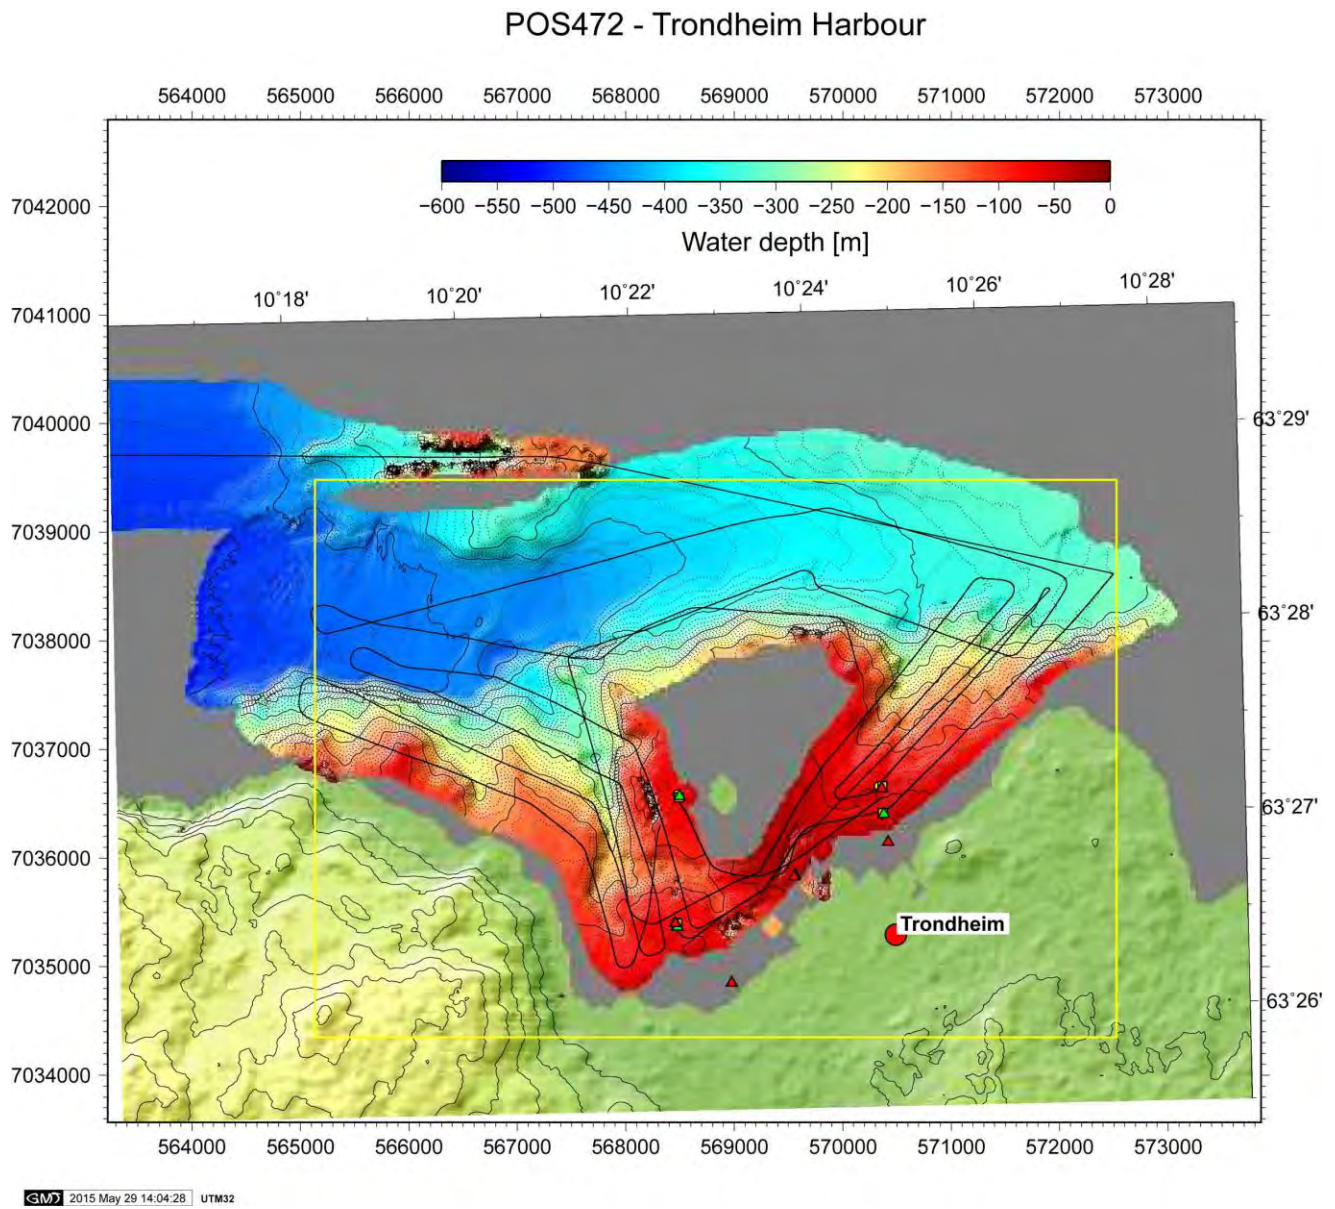 POS472 - Trondheim Harbour
564000 565000 566000 567000 568000 569000 570000 571000 572000 573000
7042000
−600 −550 −500 −450 −400 −350 −300 −250 −200 −150 −100 −50 0
Water depth [m]
10˚18' 10˚20' 10˚22' 10˚24' 10˚26' 10˚28'
7041000
7040000
63˚29'
7039000
63˚28'
7038000
7037000
63˚27'
7036000
Trondheim
7035000
63˚26'
7034000
564000 565000 566000 567000 568000 569000 570000 571000 572000 573000
GMT 2015 May 29 14:04:28 UTM32